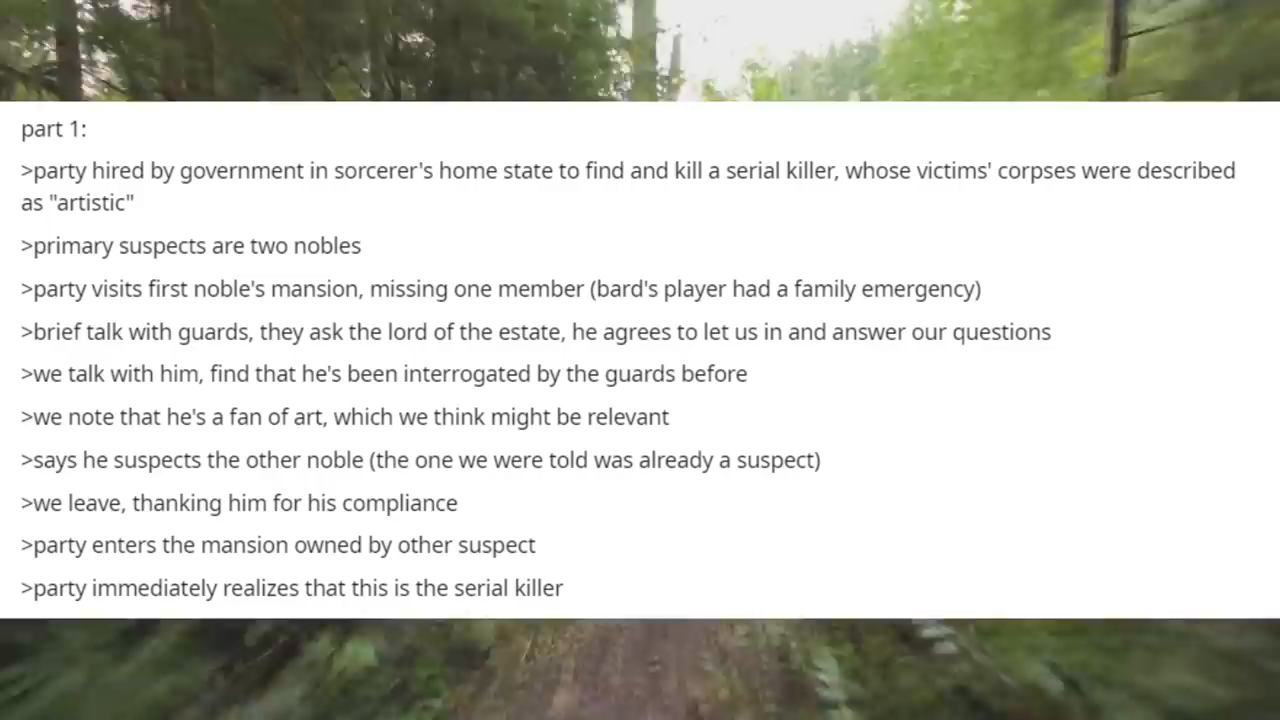 part 1:
>party hired by government in sorcerer's home state to find and kill a serial killer, whose victims' corpses were described
as "artistic"
>primary suspects are two nobles
>party visits first noble's mansion, missing one member (bard's player had a family emergency)
>brief talk with guards, they ask the lord of the estate, he agrees to let us in and answer our questions
>we talk with him, find that he's been interrogated by the guards before
>we note that he's a fan of art, which we think might be relevant
>says he suspects the other noble (the one we were told was already a suspect)
>we leave, thanking him for his compliance
>party enters the mansion owned by other suspect
>party immediately realizes that this is the serial killer